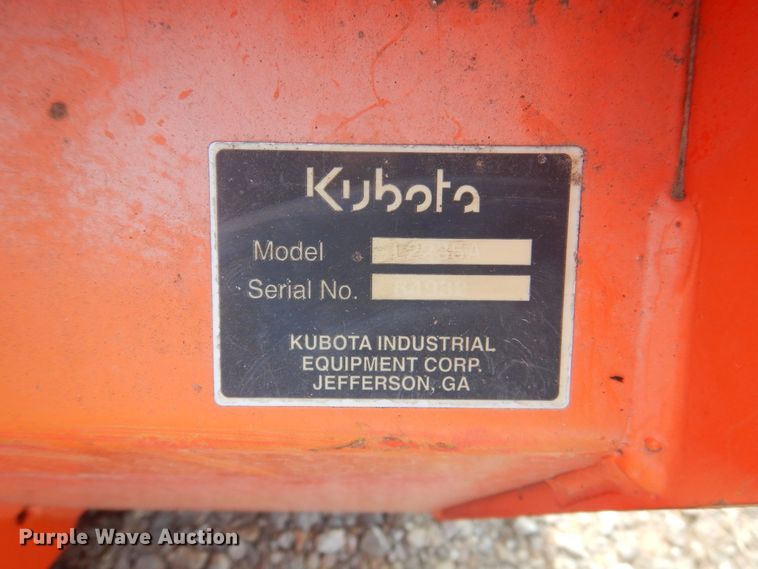 Kubota
Model
Serial No.
KUBOTA INDUSTRIAL
EQUIPMENT CORP.
JEFFERSON, GA
Purple Wave Auction